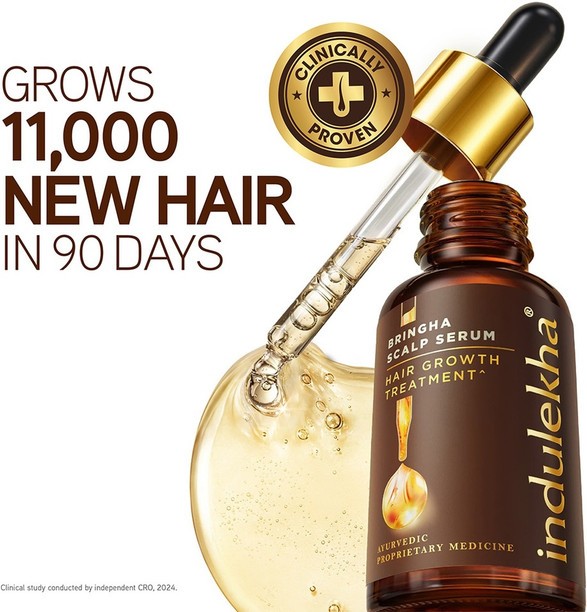 GROWS
11,000
NEW HAIR
IN 90 DAYS
CLINICALLY
PROVEN
BRINGHA
SCALP SERUM
HAIR GROWTH
TREATMENT^
indulekha®
AYURVEDIC
PROPRIETARY MEDICINE
Clinical study conducted by independent CRO, 2024.